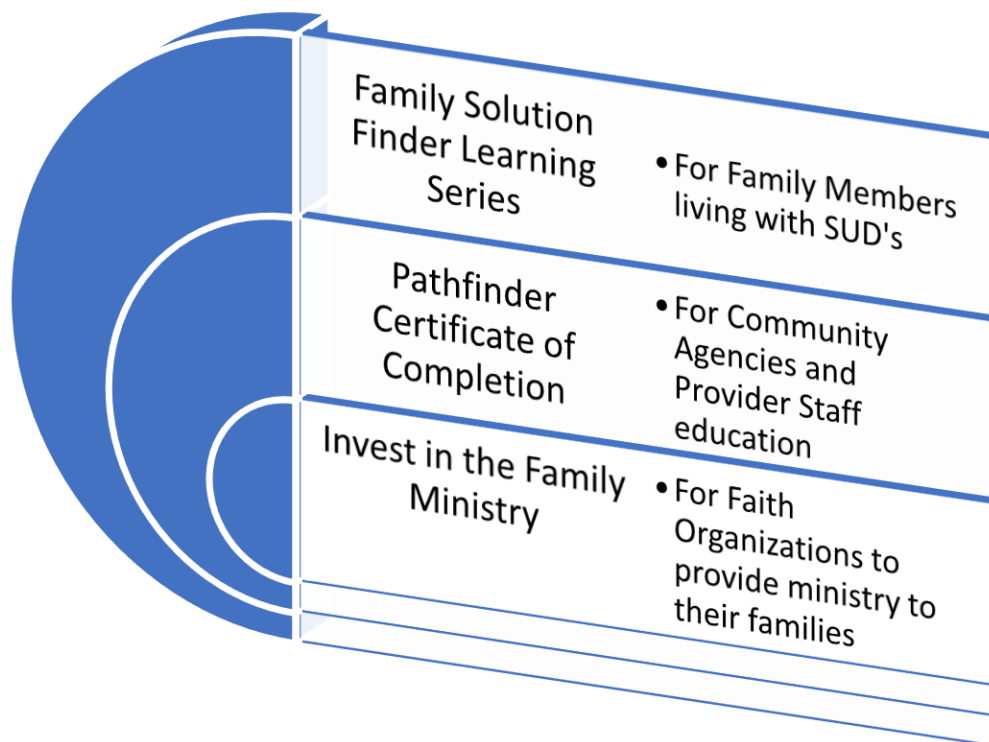 Family Solution
Finder Learning
Series
• For Family Members
living with SUD's
Pathfinder
Certificate of
Completion
• For Community
Agencies and
Provider Staff
education
Invest in the Family
Ministry
• For Faith
Organizations to
provide ministry to
their families